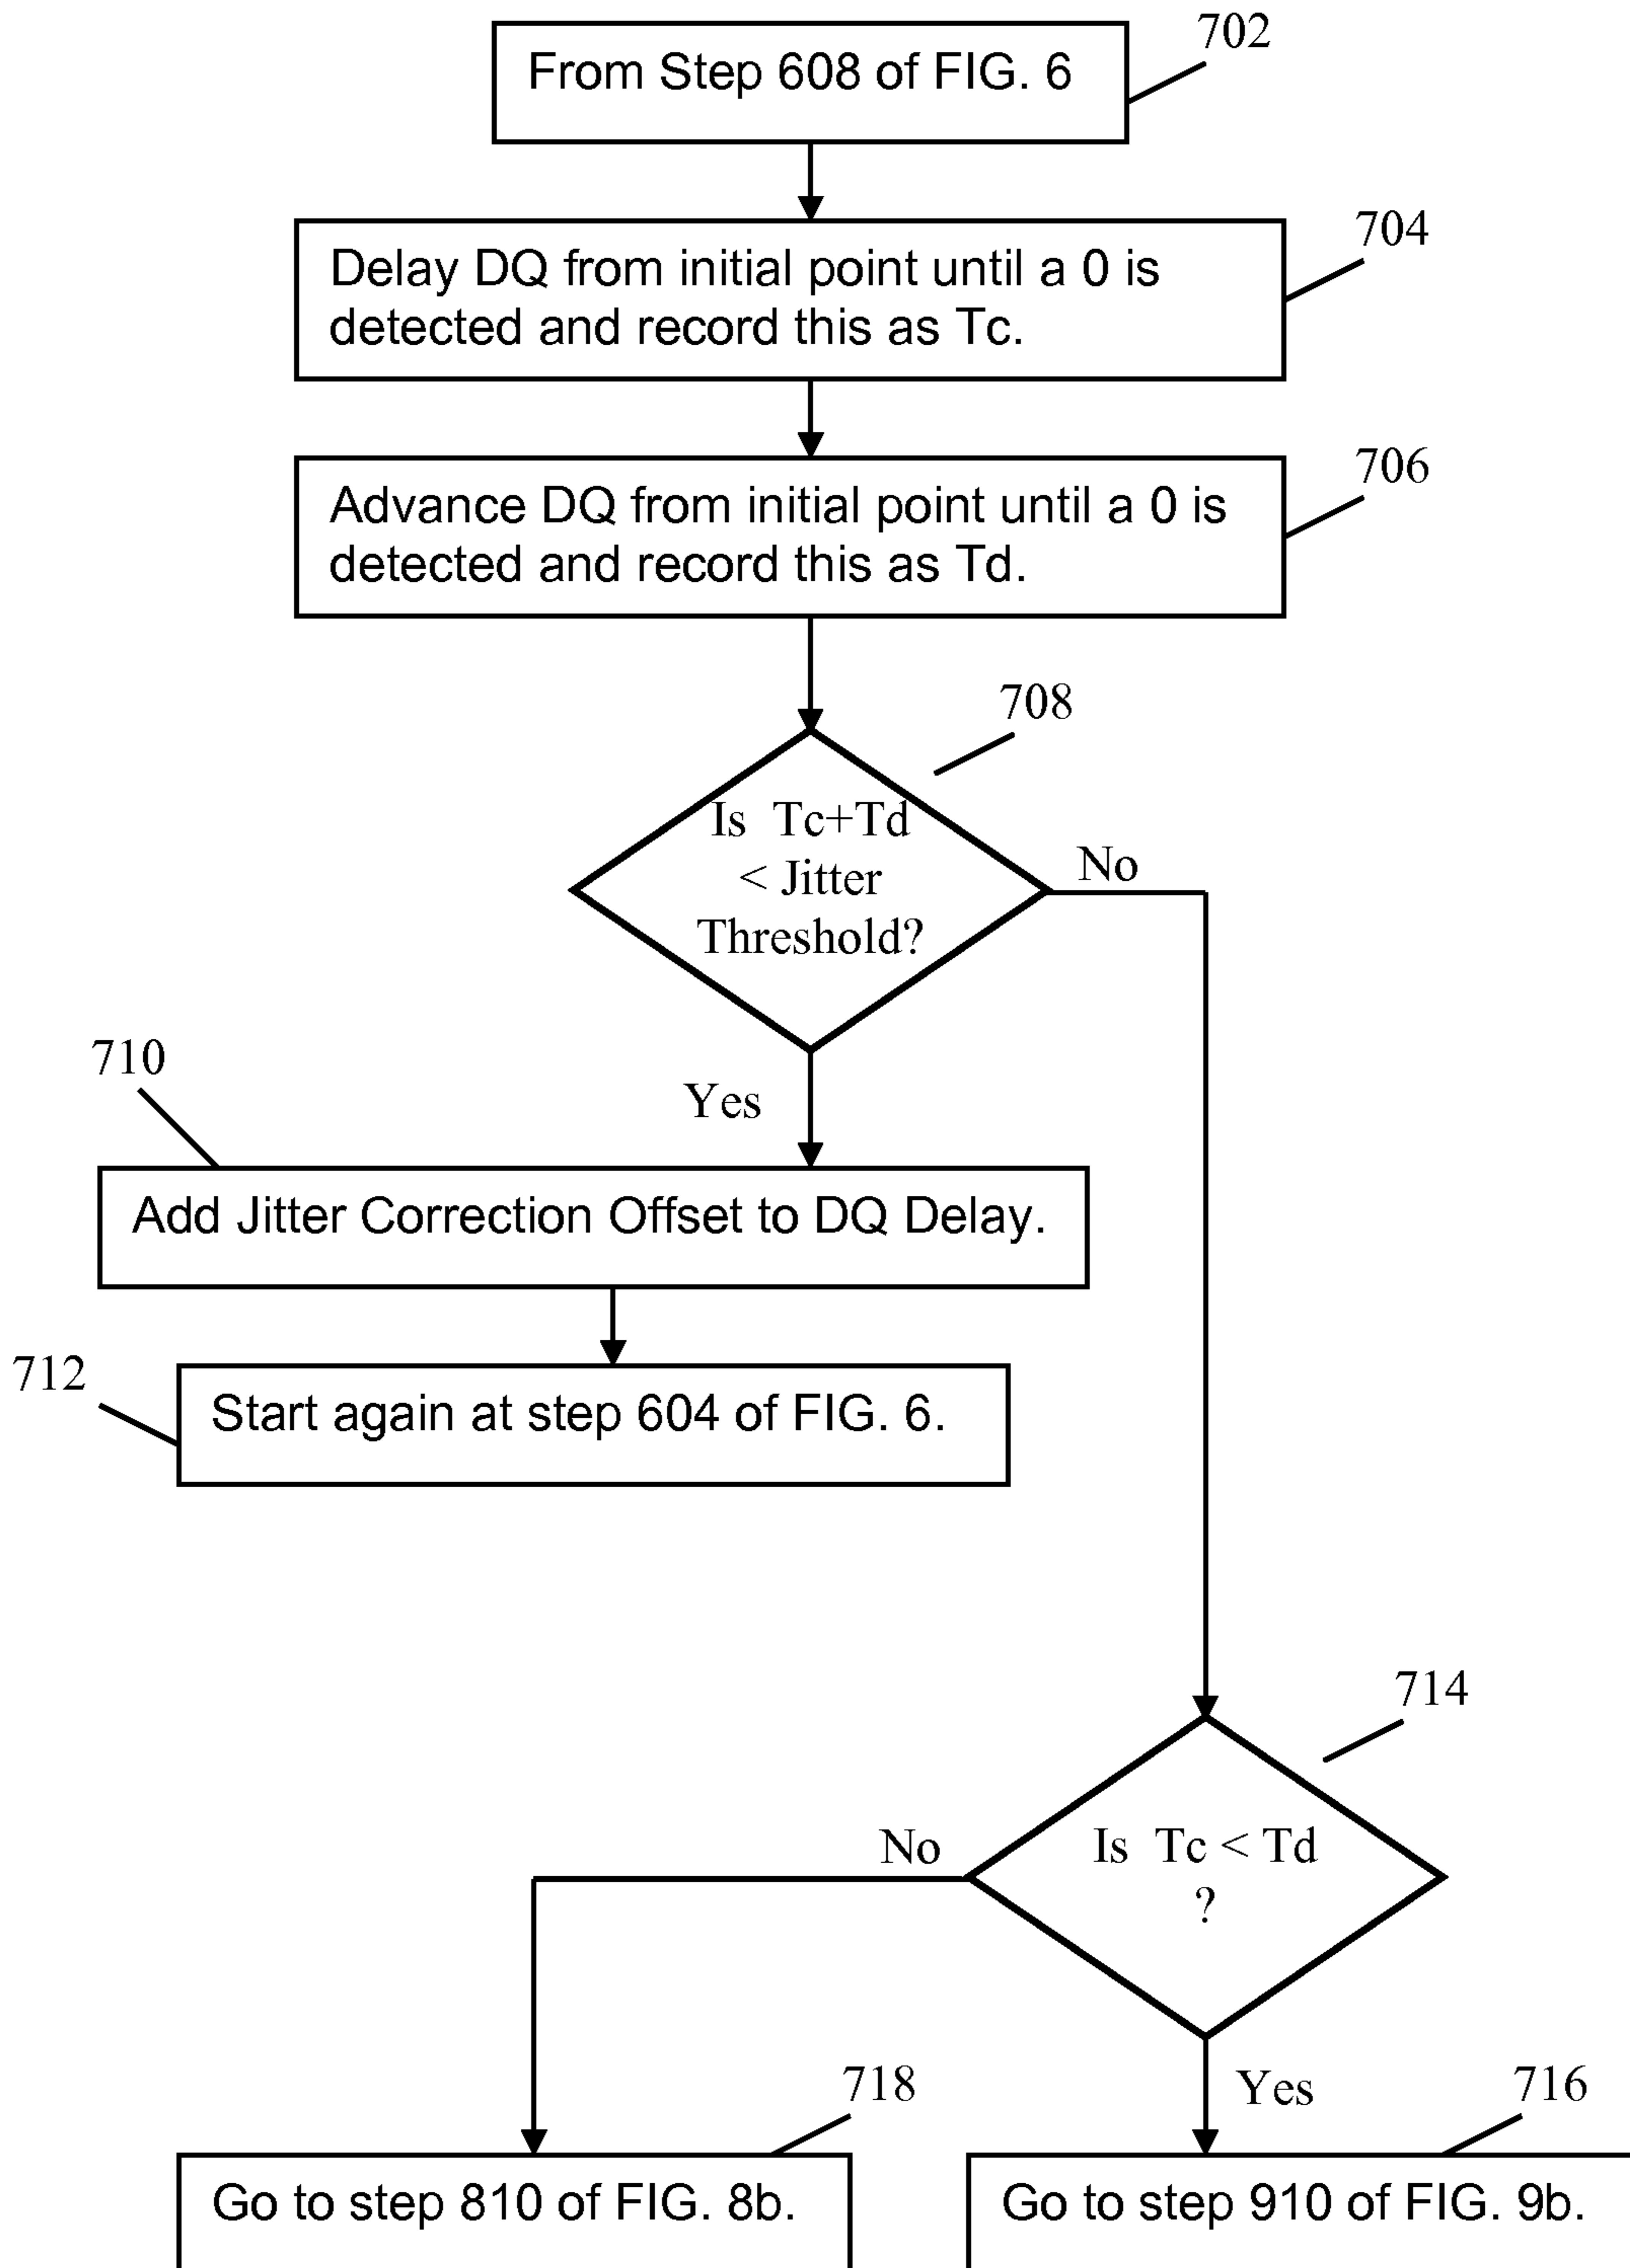 702
From Step 608 of FIG. 6
704
Delay DQ from initial point until a 0 is
detected and record this as Tc.
706
Advance DQ from initial point until a 0 is
detected and record this as Td.
708
Is Tc+Td
< Jitter
Threshold?
No
Yes
710
Add Jitter Correction Offset to DQ Delay.
712
Start again at step 604 of FIG. 6.
714
Is Tc < Td
?
No
Yes
718
716
Go to step 810 of FIG. 8b.
Go to step 910 of FIG. 9b.